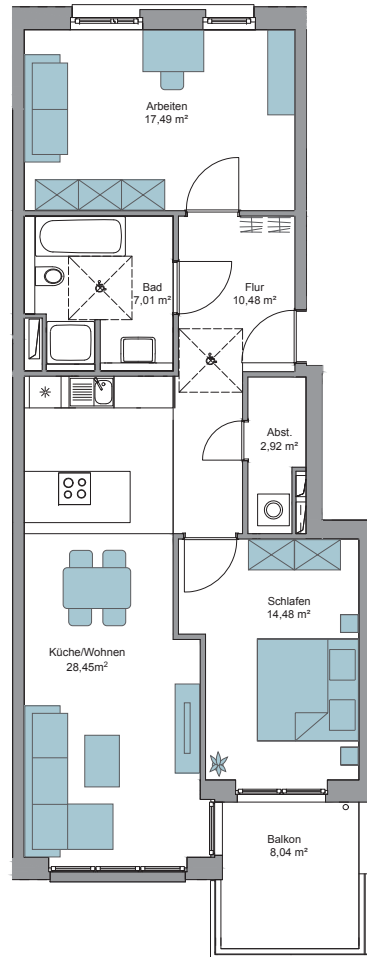 Arbeiten
17,49 m²
Bad
7,01 m²
Flur
10,48 m²
Abst.
2,92 m²
Schlafen
14,48 m²
Küche/Wohnen
28,45m²
Balkon
8,04 m²